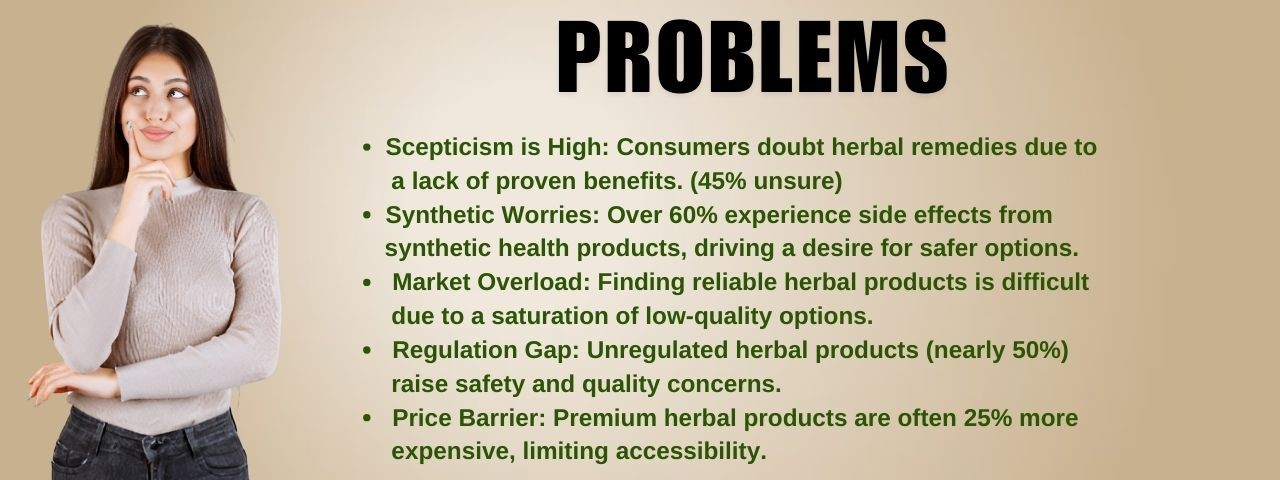 PROBLEMS
• Scepticism is High: Consumers doubt herbal remedies due to
a lack of proven benefits. (45% unsure)
• Synthetic Worries: Over 60% experience side effects from
synthetic health products, driving a desire for safer options.
• Market Overload: Finding reliable herbal products is difficult
due to a saturation of low-quality options.
• Regulation Gap: Unregulated herbal products (nearly 50%)
raise safety and quality concerns.
• Price Barrier: Premium herbal products are often 25% more
expensive, limiting accessibility.